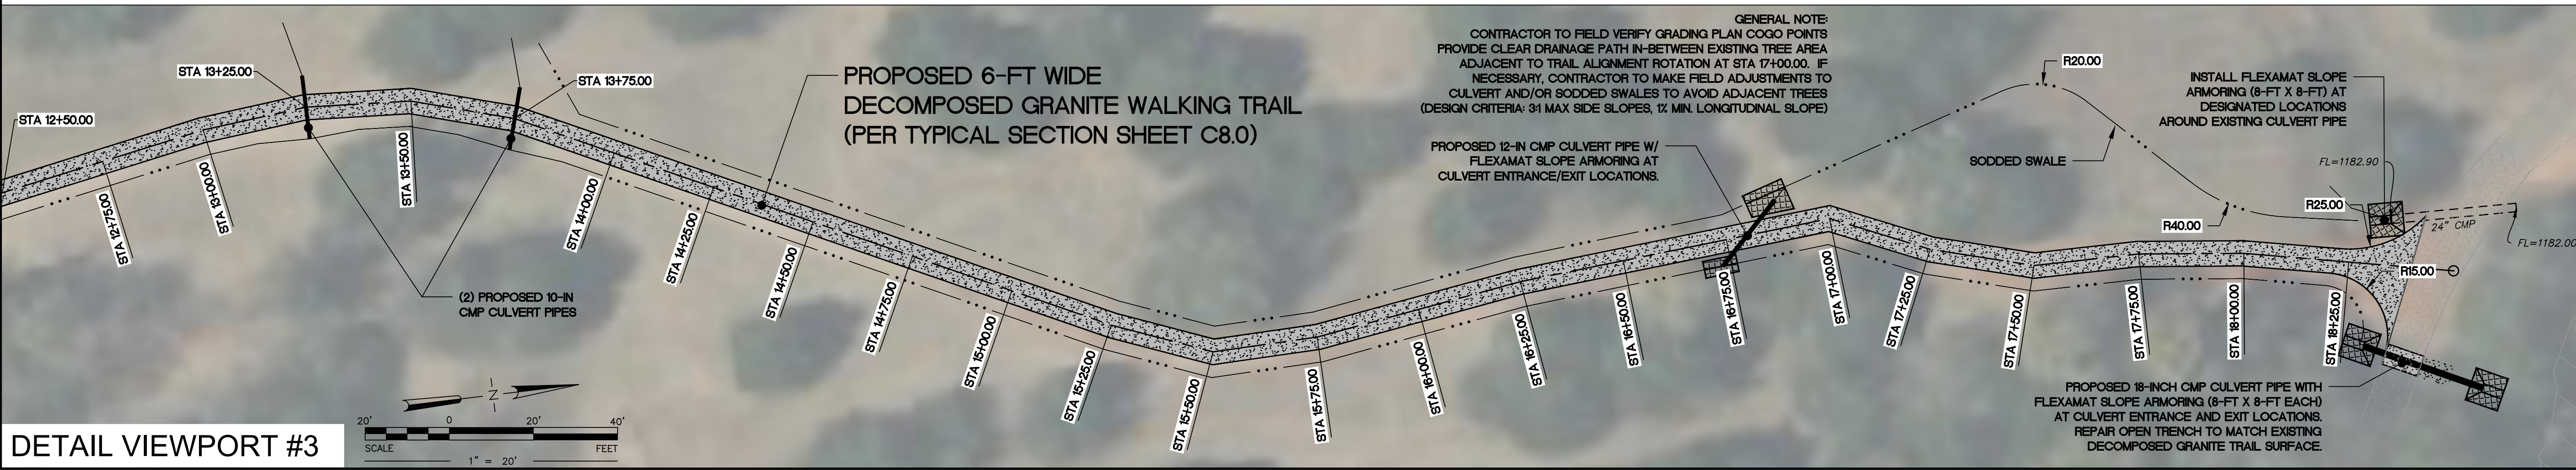 STA 12+50.00
STA 13+25.00
STA 13+75.00
PROPOSED 6-FT WIDE
DECOMPOSED GRANITE WALKING TRAIL
(PER TYPICAL SECTION SHEET C8.0)
GENERAL NOTE:
CONTRACTOR TO FIELD VERIFY GRADING PLAN COGO POINTS
PROVIDE CLEAR DRAINAGE PATH IN-BETWEEN EXISTING TREE AREA
ADJACENT TO TRAIL ALIGNMENT ROTATION AT STA 17+00.00. IF
NECESSARY, CONTRACTOR TO MAKE FIELD ADJUSTMENTS TO
CULVERT AND/OR SODDED SWALES TO AVOID ADJACENT TREES
(DESIGN CRITERIA: 3:1 MAX SIDE SLOPES, 1% MIN. LONGITUDINAL SLOPE)
PROPOSED 12-IN CMP CULVERT PIPE W/
FLEXAMAT SLOPE ARMORING AT
CULVERT ENTRANCE/EXIT LOCATIONS.
R20.00
SODDED SWALE
INSTALL FLEXAMAT SLOPE
ARMORING (8-FT X 8-FT) AT
DESIGNATED LOCATIONS
AROUND EXISTING CULVERT PIPE
FL=1182.90
R25.00
R40.00
24" CMP
FL=1182.00
R15.00
STA 12+75.00
STA 13+00.00
STA 13+50.00
STA 14+00.00
STA 14+25.00
STA 14+50.00
STA 14+75.00
STA 15+00.00
STA 15+25.00
STA 15+50.00
STA 15+75.00
STA 16+00.00
STA 16+25.00
STA 16+50.00
STA 16+75.00
STA 17+00.00
STA 17+25.00
STA 17+50.00
STA 17+75.00
STA 18+00.00
STA 18+25.00
(2) PROPOSED 10-IN
CMP CULVERT PIPES
PROPOSED 18-INCH CMP CULVERT PIPE WITH
FLEXAMAT SLOPE ARMORING (8-FT X 8-FT EACH)
AT CULVERT ENTRANCE AND EXIT LOCATIONS.
REPAIR OPEN TRENCH TO MATCH EXISTING
DECOMPOSED GRANITE TRAIL SURFACE.
N
20' 0 20' 40'
SCALE FEET
1" = 20'
DETAIL VIEWPORT #3